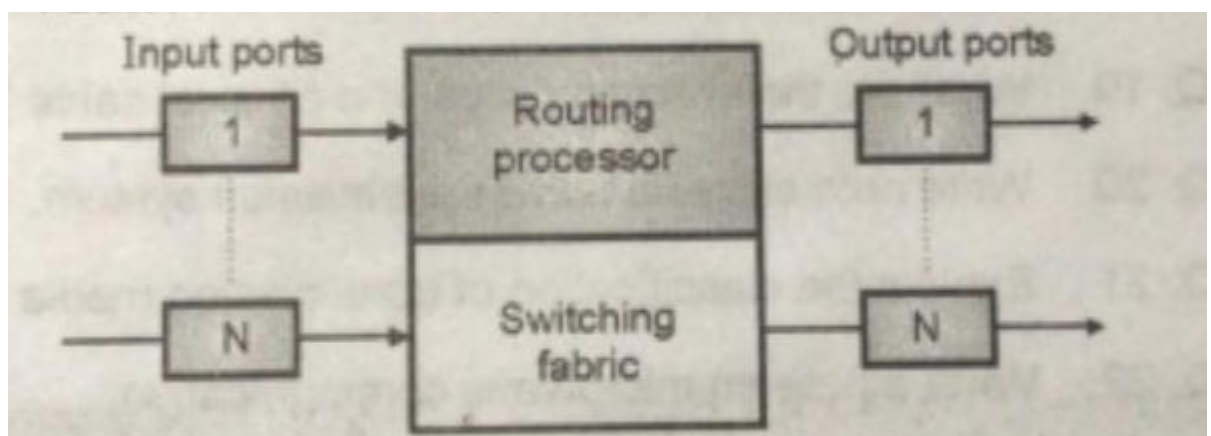 Input ports
Output ports
1
Routing
processor
1
N
Switching
fabric
N